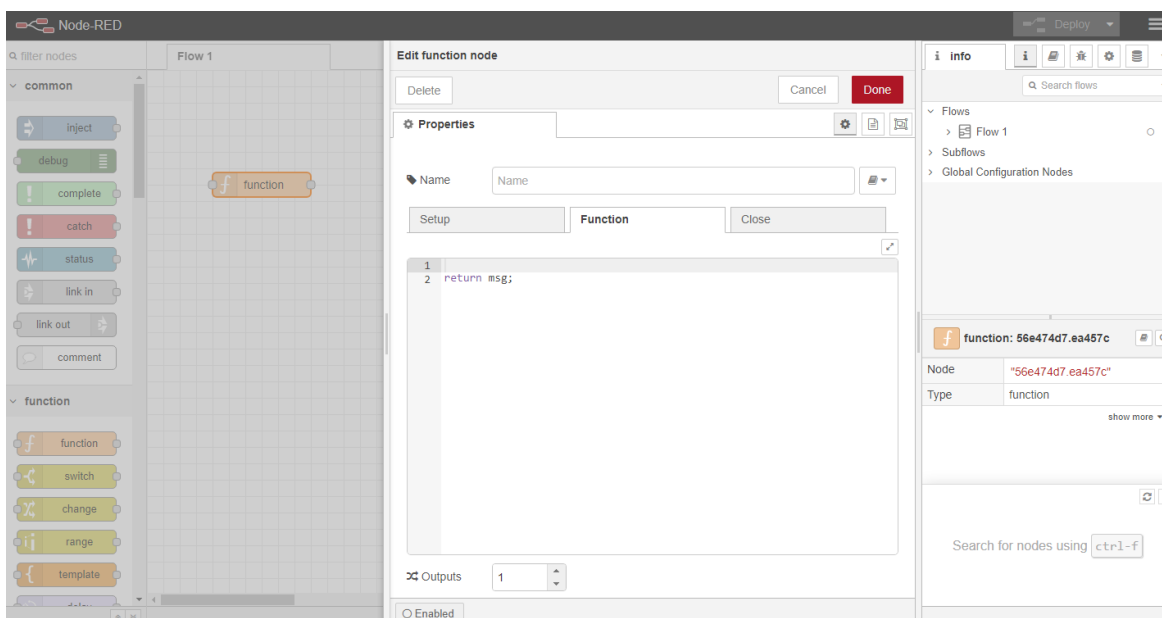 Node-RED
Deploy
filter nodes
Flow 1
Edit function node
info
common
Delete
Cancel
Done
Search flows
inject
Properties
Flows
Flow 1
debug
Subflows
Global Configuration Nodes
complete
function
Name
Name
catch
Setup
Function
Close
status
1
2 return msg;
link in
link out
function: 56e474d7.ea457c
comment
Node
"56e474d7.ea457c"
Type
function
function
show more
function
switch
change
range
Search for nodes using ctrl-f
template
Outputs
1
Enabled